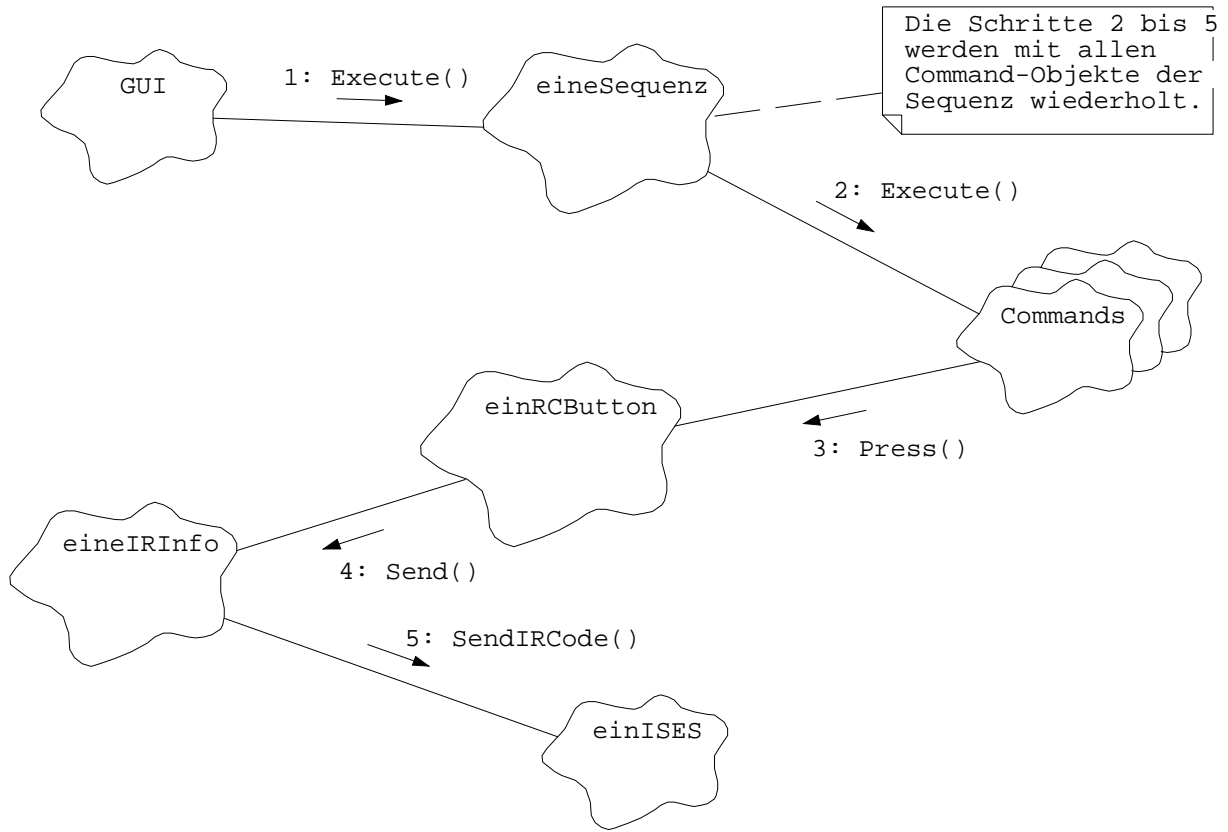 Die Schritte 2 bis 5
werden mit allen
Command-Objekte der
Sequenz wiederholt.
GUI
1: Execute()
eineSequenz
2: Execute()
Commands
einRCButton
3: Press()
eineIRInfo
4: Send()
5: SendIRCode()
einISES